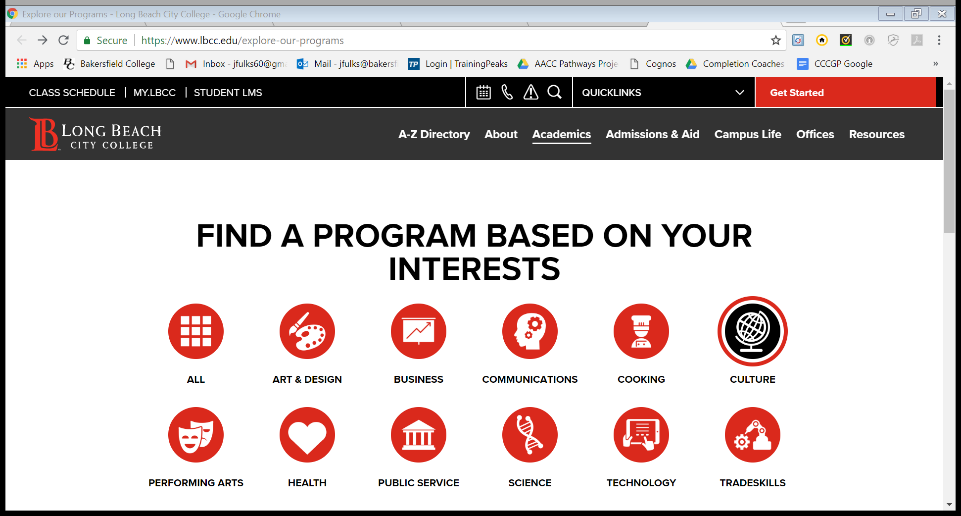 Explore our Programs - Long Beach City College - Google Chrome
Secure | https://www.lbcc.edu/explore-our-programs
Apps Bakersfield College Inbox - jfulks60@gm Mail - jfulks@bakersf Login | TrainingPeaks AACC Pathways Proje Cognos Completion Coaches CCCGP Google »
CLASS SCHEDULE | MY.LBCC | STUDENT LMS QUICKLINKS Get Started
LB LONG BEACH
CITY COLLEGE
A-Z Directory About Academics Admissions & Aid Campus Life Offices Resources
FIND A PROGRAM BASED ON YOUR
INTERESTS
ALL ART & DESIGN BUSINESS COMMUNICATIONS COOKING CULTURE
PERFORMING ARTS HEALTH PUBLIC SERVICE SCIENCE TECHNOLOGY TRADESKILLS